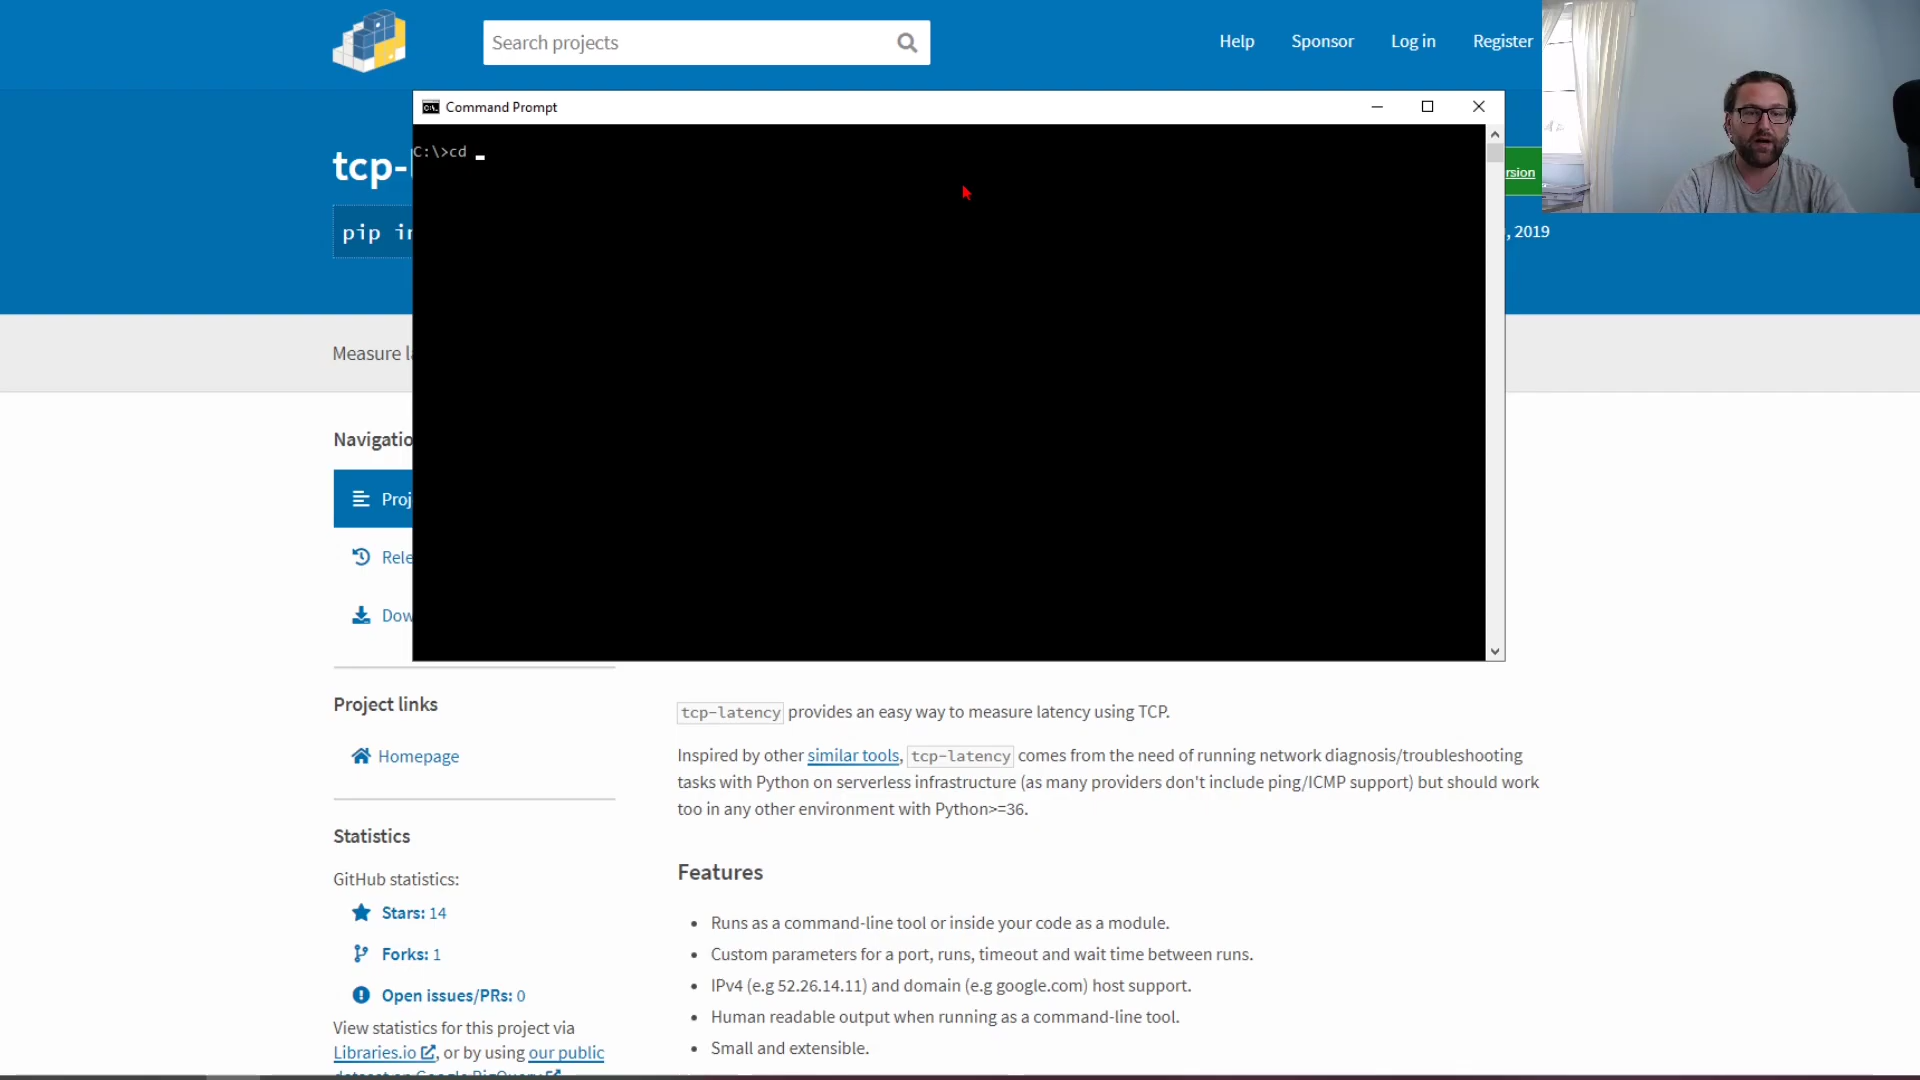 Search projects
Help
Sponsor
Log in
Register
Command Prompt
C:\>cd
tcp-
rsion
pip in
, 2019
Measure
Navigatio
Proj
Rele
Dow
Project links
Homepage
Statistics
GitHub statistics:
Stars: 14
Forks: 1
Open issues/PRs: 0
View statistics for this project via
Libraries.io, or by using our public
dataset on Google BigQuery
tcp-latency provides an easy way to measure latency using TCP.
Inspired by other similar tools, tcp-latency comes from the need of running network diagnosis/troubleshooting
tasks with Python on serverless infrastructure (as many providers don't include ping/ICMP support) but should work
too in any other environment with Python>=36.
Features
Runs as a command-line tool or inside your code as a module.
Custom parameters for a port, runs, timeout and wait time between runs.
IPv4 (e.g 52.26.14.11) and domain (e.g google.com) host support.
Human readable output when running as a command-line tool.
Small and extensible.